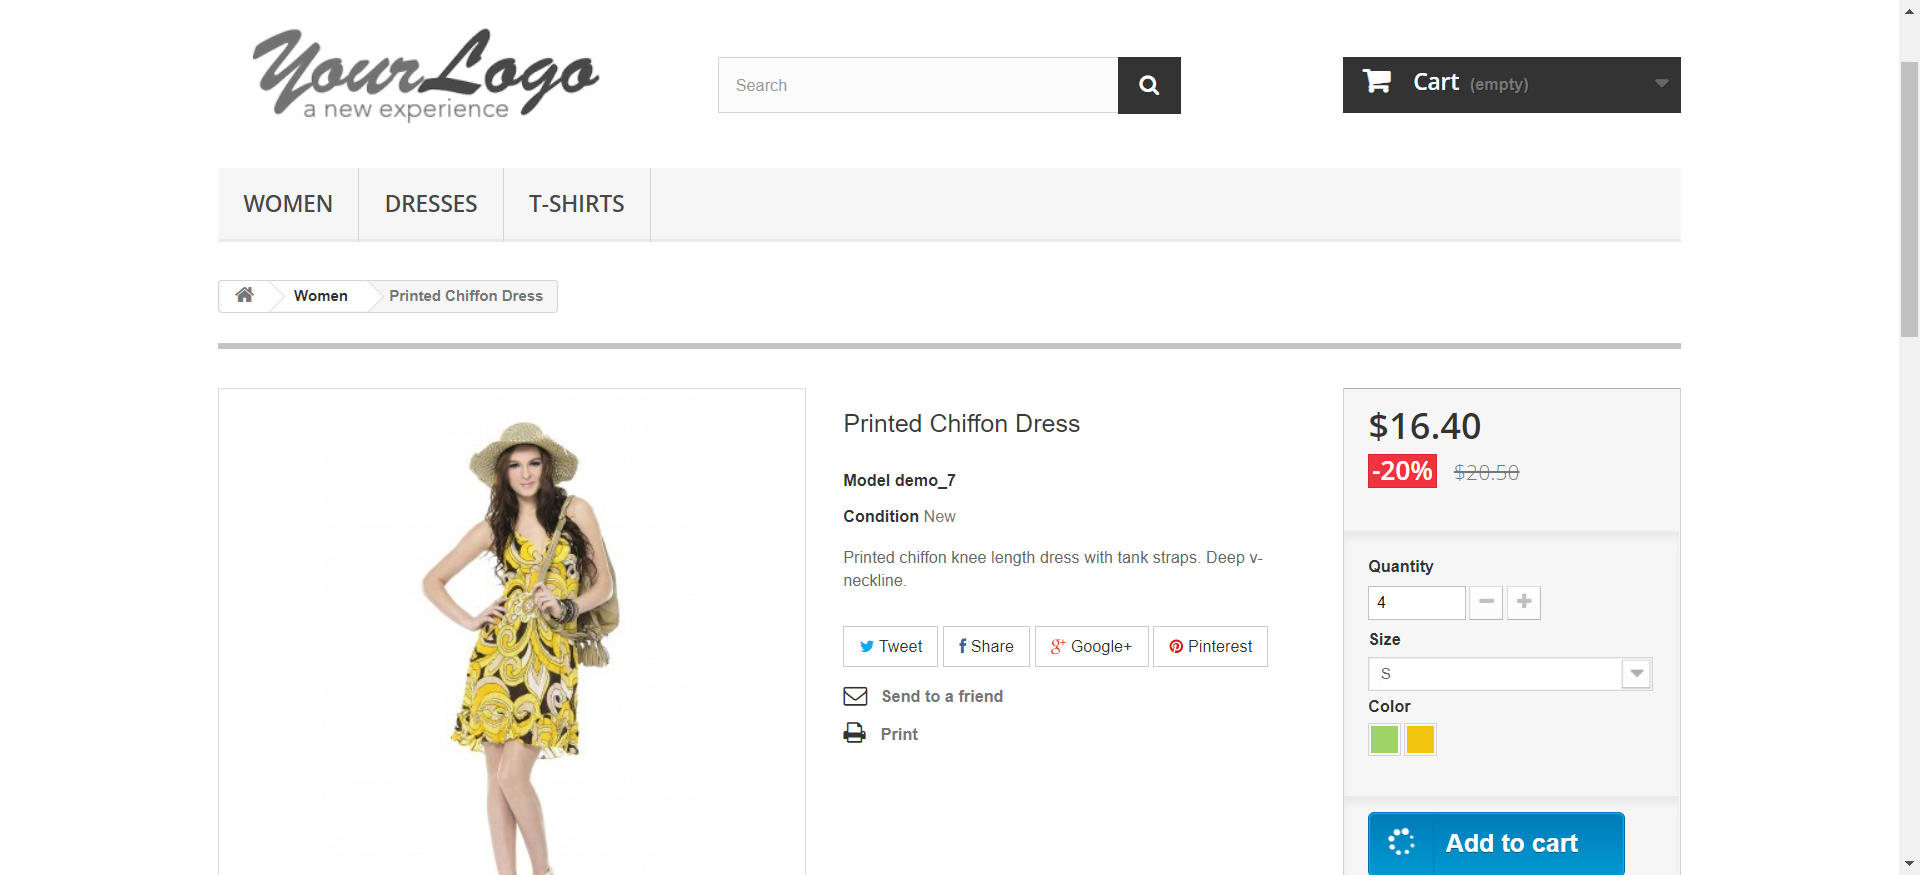 YourLogo
a new experience
Search
Cart (empty)
WOMEN
DRESSES
T-SHIRTS
Women
Printed Chiffon Dress
Printed Chiffon Dress
Model demo_7
Condition New
Printed chiffon knee length dress with tank straps. Deep v-
neckline.
Tweet
Share
Google+
Pinterest
Send to a friend
Print
$16.40
-20% $20.50
Quantity
4
Size
S
Color
Add to cart